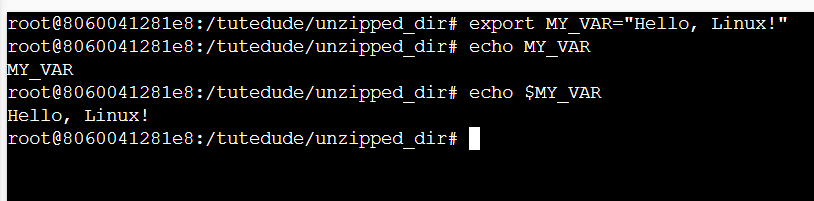 root@8060041281e8:/tutedude/unzipped_dir# export MY_VAR="Hello, Linux!"
root@8060041281e8:/tutedude/unzipped_dir# echo MY_VAR
MY_VAR
root@8060041281e8:/tutedude/unzipped_dir# echo $MY_VAR
Hello, Linux!
root@8060041281e8:/tutedude/unzipped_dir#